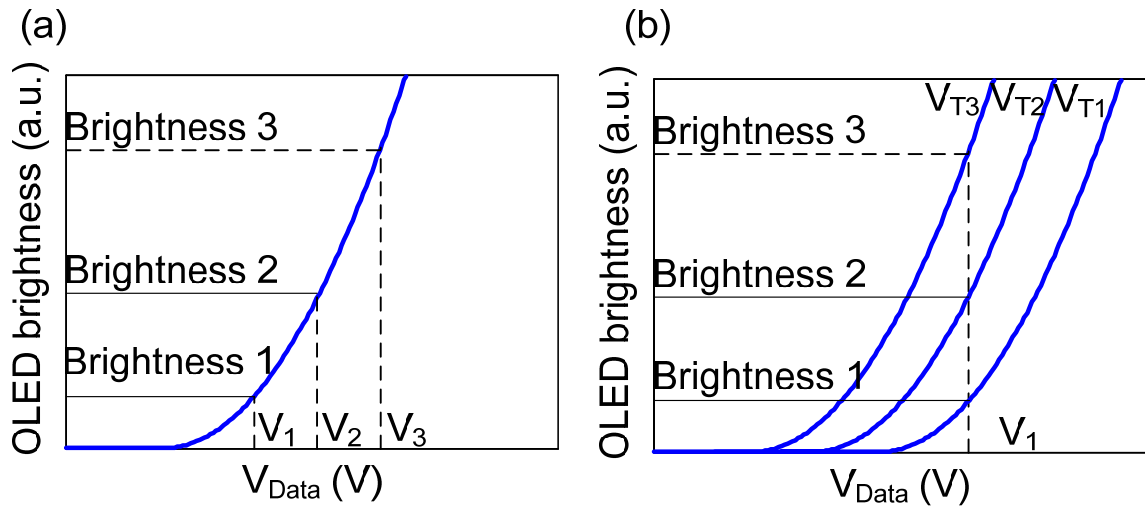 (a)
OLED brightness (a.u.)
Brightness 3
Brightness 2
Brightness 1
V1 V2 V3
VData (V)
(b)
OLED brightness (a.u.)
VT3 VT2 VT1
Brightness 3
Brightness 2
Brightness 1
V1
VData (V)